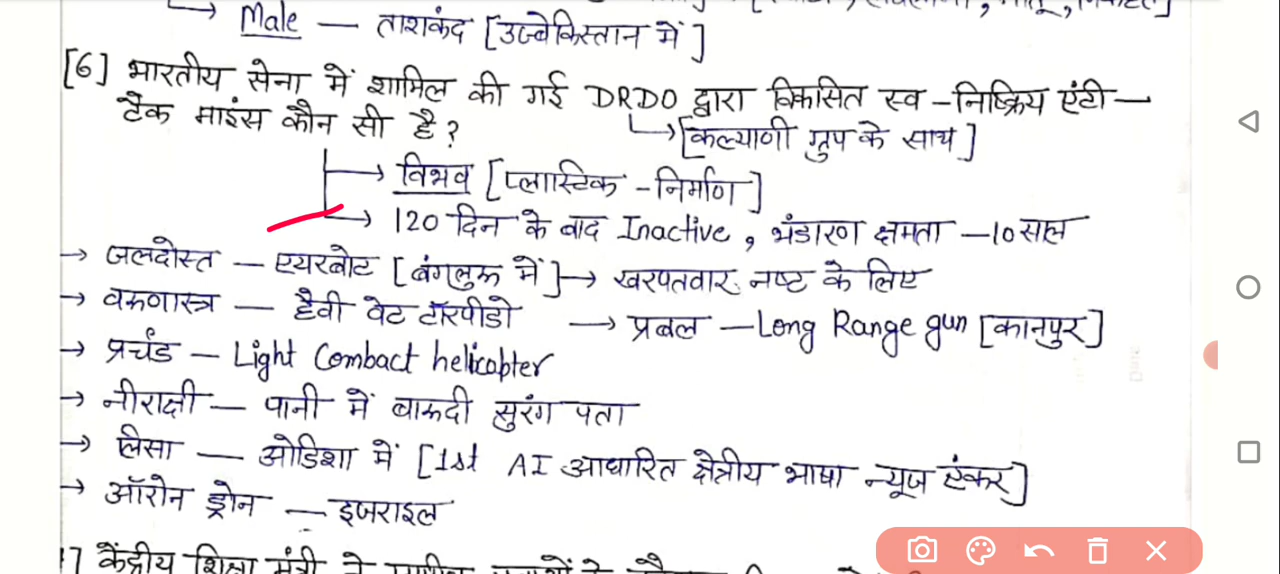 Male — ताशकंद [उज्बेकिस्तान में]
[6] भारतीय सेना में शामिल की गई DRDO द्वारा विकसित स्व-निष्क्रिय एंटी-
टैंक माइंस कौन सी है?
→ [कल्याणी ग्रुप के साथ]
→ विभव [प्लास्टिक-निर्माण]
→ 120 दिन के बाद Inactive, भंडारण क्षमता — 10 साल
→ जलदोस्त — एयरबोट [बंगलुरू में] → खरपतवार नष्ट के लिए
→ वरूणास्त्र — हैवी वेट टॉरपीडो → प्रबल — Long Range gun [कानपुर]
→ प्रचंड — Light Combact helicopter
→ नीराक्षी — पानी में बारूदी सुरंग पता
→ लिसा — ओडिशा में [1st AI आधारित क्षेत्रीय भाषा न्यूज एंकर]
→ ऑरोन ड्रोन — इजराइल
केंद्रीय शिक्षा मंत्री ने